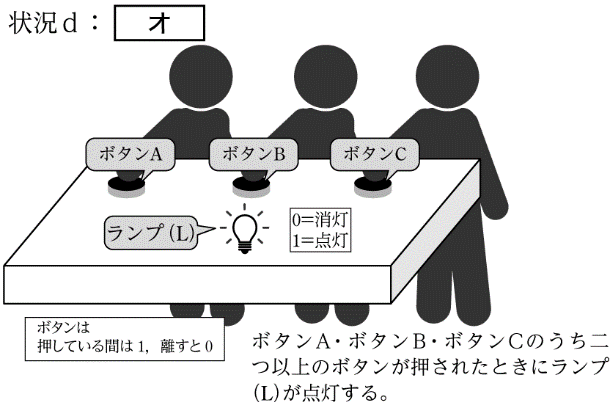 状況d： オ
ボタンA ボタンB ボタンC
ランプ(L)
0＝消灯
1＝点灯
ボタンは
押している間は1，離すと0
ボタンA・ボタンB・ボタンCのうち二
つ以上のボタンが押されたときにランプ
(L)が点灯する。